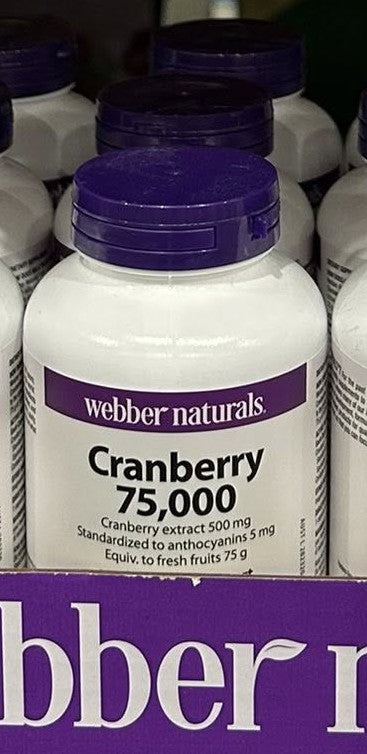 webber naturals
Cranberry
75,000
Cranberry extract 500 mg
Standardized to anthocyanins 5 mg
Equiv. to fresh fruits 75 g
bber